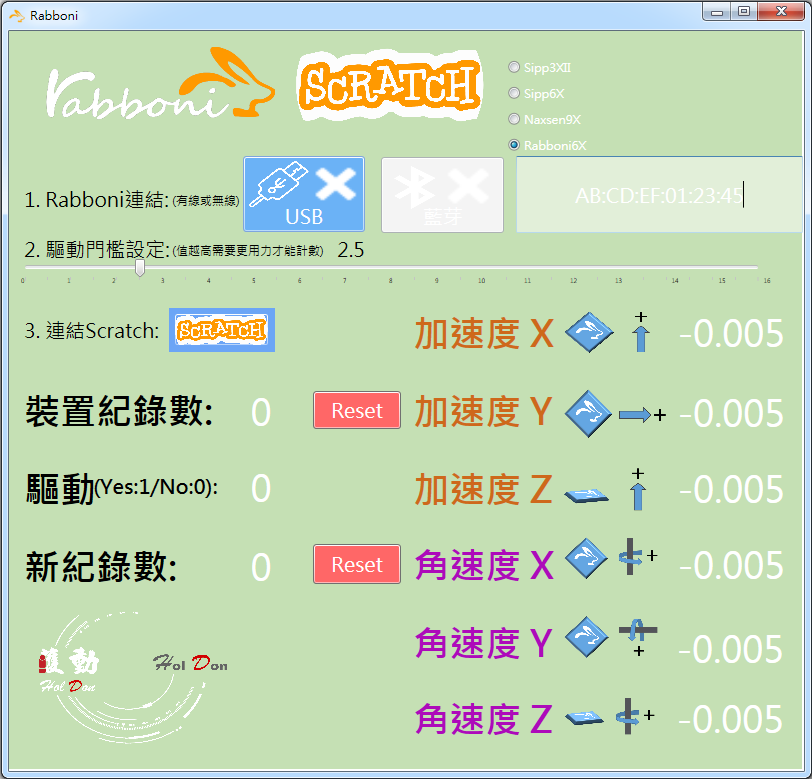 Rabboni
rabboni
SCRATCH
Sipp3XII
Sipp6X
Naxsen9X
Rabboni6X
1. Rabboni連結:(有線或無線)
USB
藍芽
AB:CD:EF:01:23:45
2. 驅動門檻設定:(值越高需要更用力才能計數) 2.5
0 1 2 3 4 5 6 7 8 9 10 11 12 13 14 15 16
3. 連結Scratch:
SCRATCH
加速度 X + -0.005
裝置紀錄數: 0 Reset
加速度 Y + -0.005
驅動(Yes:1/No:0): 0
加速度 Z + -0.005
新紀錄數: 0 Reset
角速度 X + -0.005
角速度 Y + -0.005
角速度 Z + -0.005
動
Hol Don
Hol Don